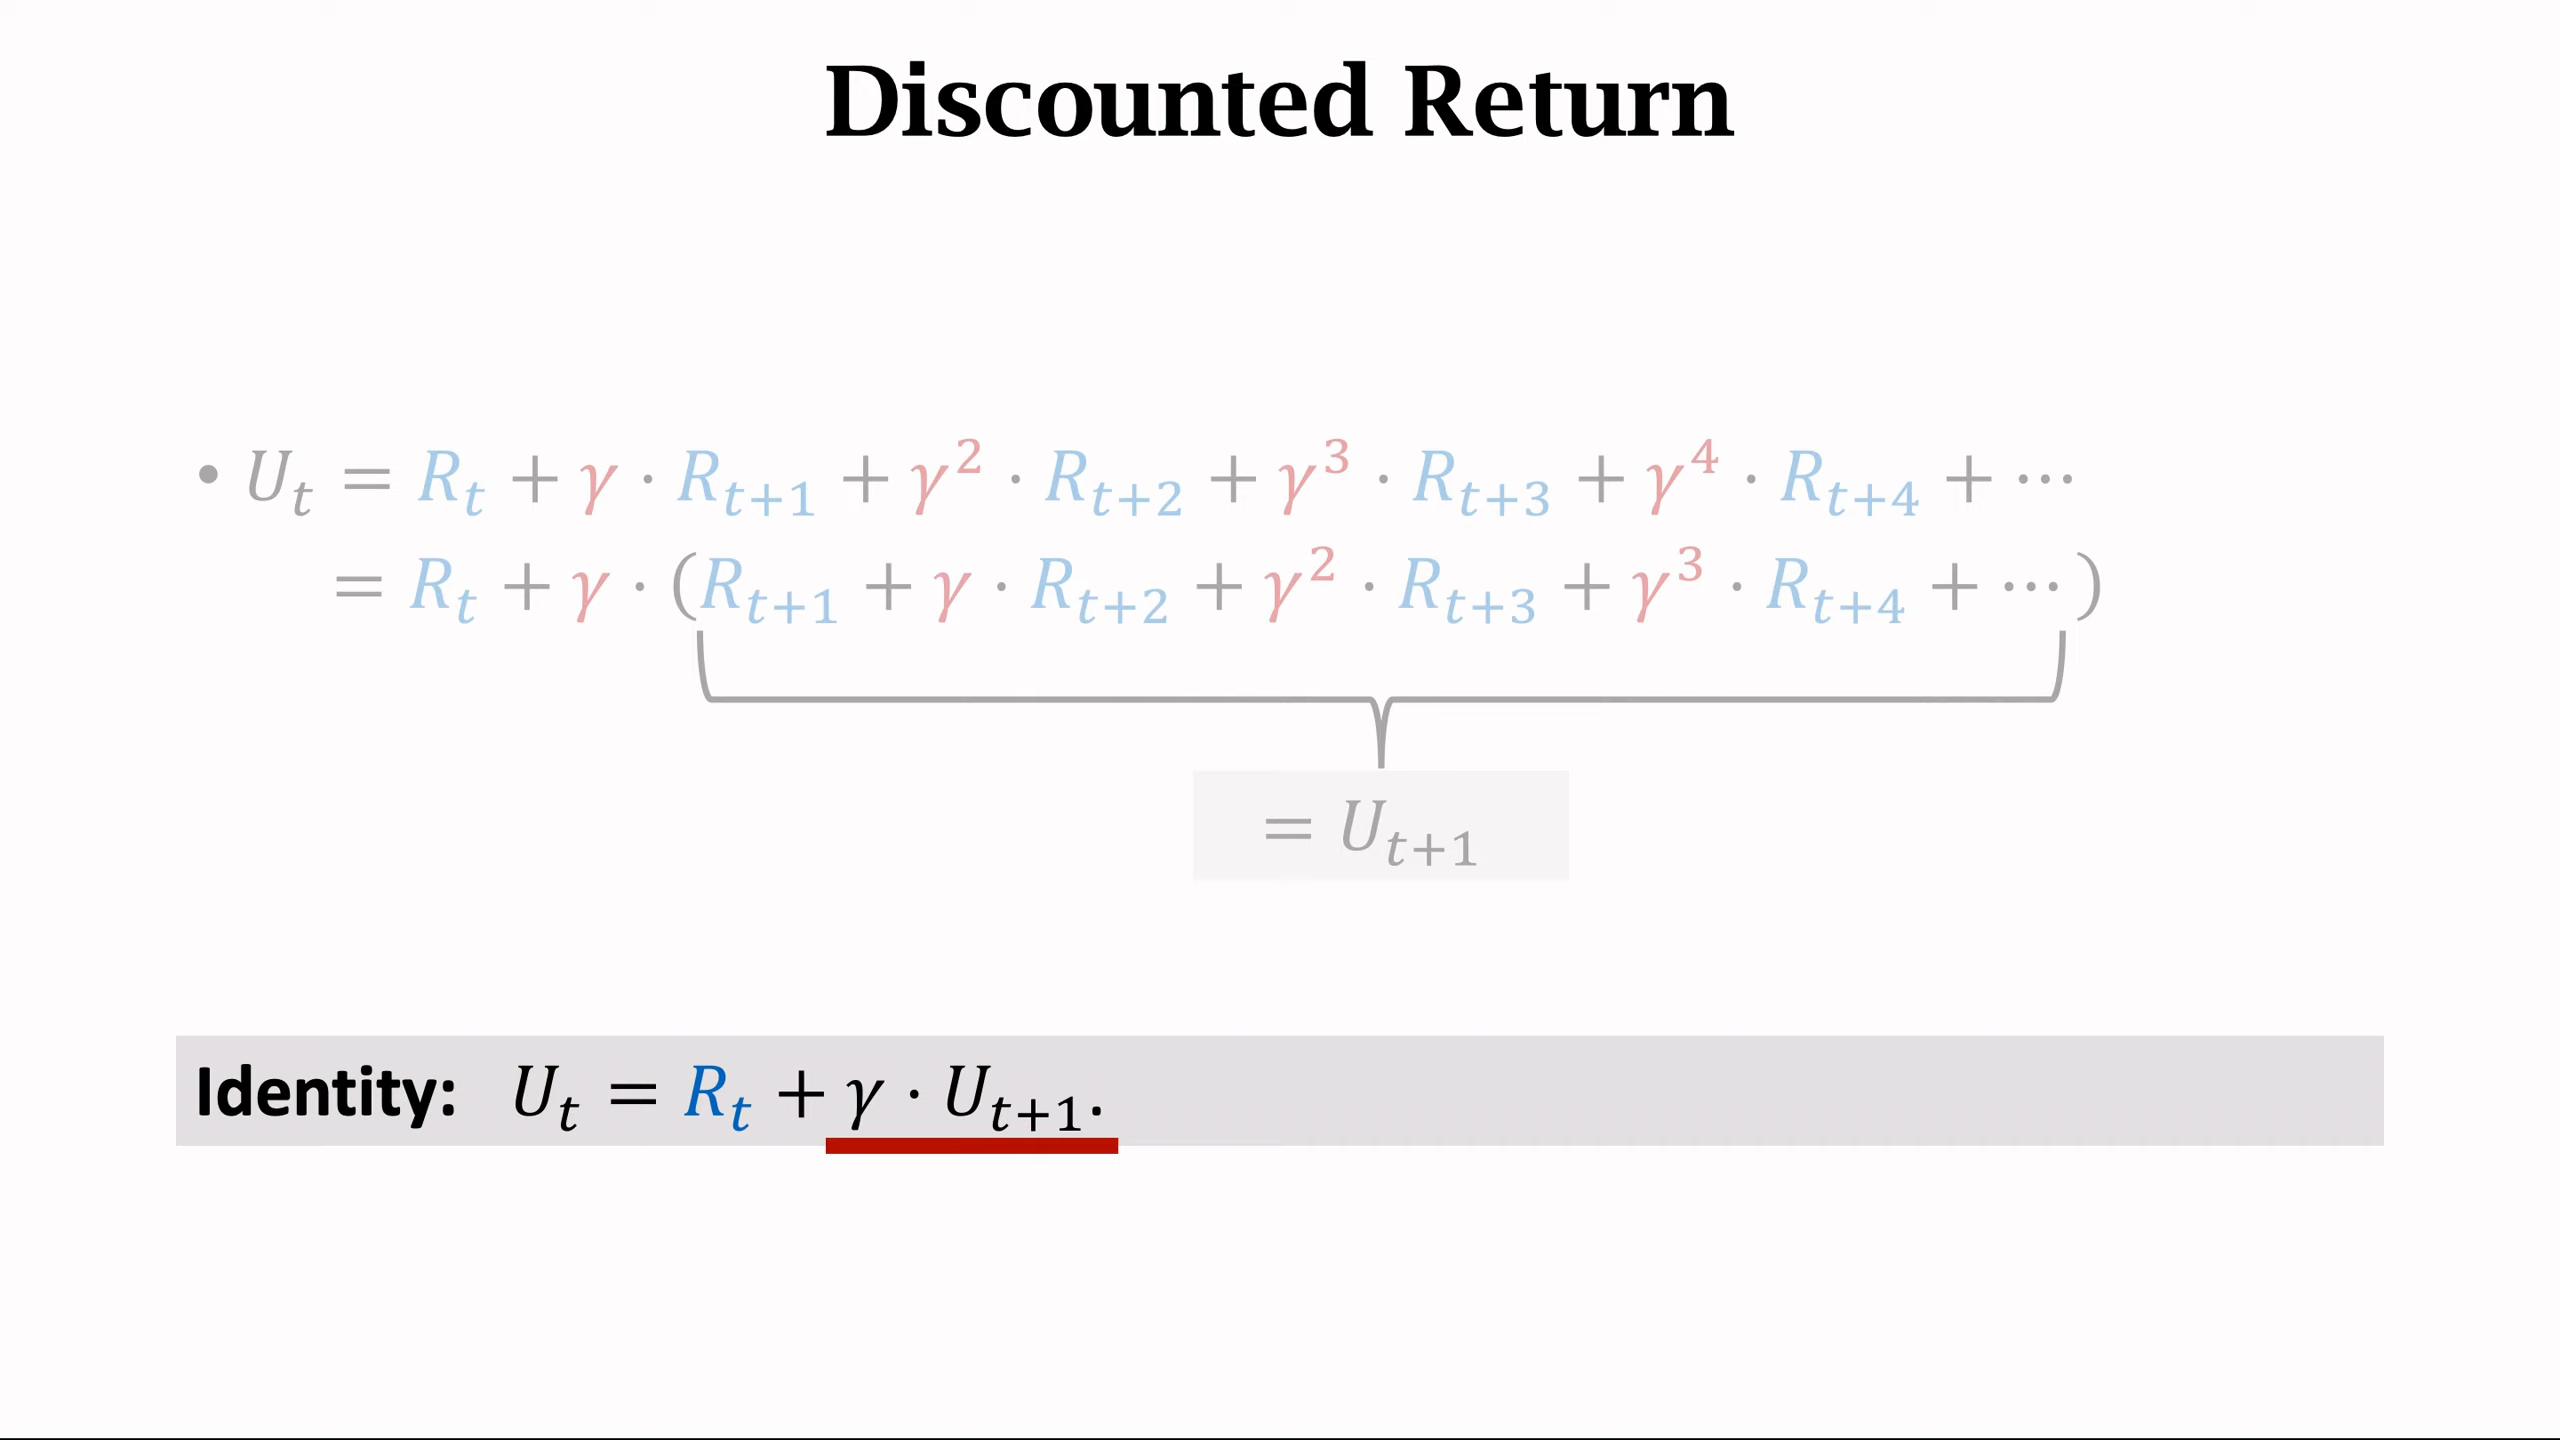 Discounted Return
• U_t = R_t + γ · R_{t+1} + γ^2 · R_{t+2} + γ^3 · R_{t+3} + γ^4 · R_{t+4} + ⋯
= R_t + γ · (R_{t+1} + γ · R_{t+2} + γ^2 · R_{t+3} + γ^3 · R_{t+4} + ⋯)
= U_{t+1}
Identity: U_t = R_t + γ · U_{t+1}.